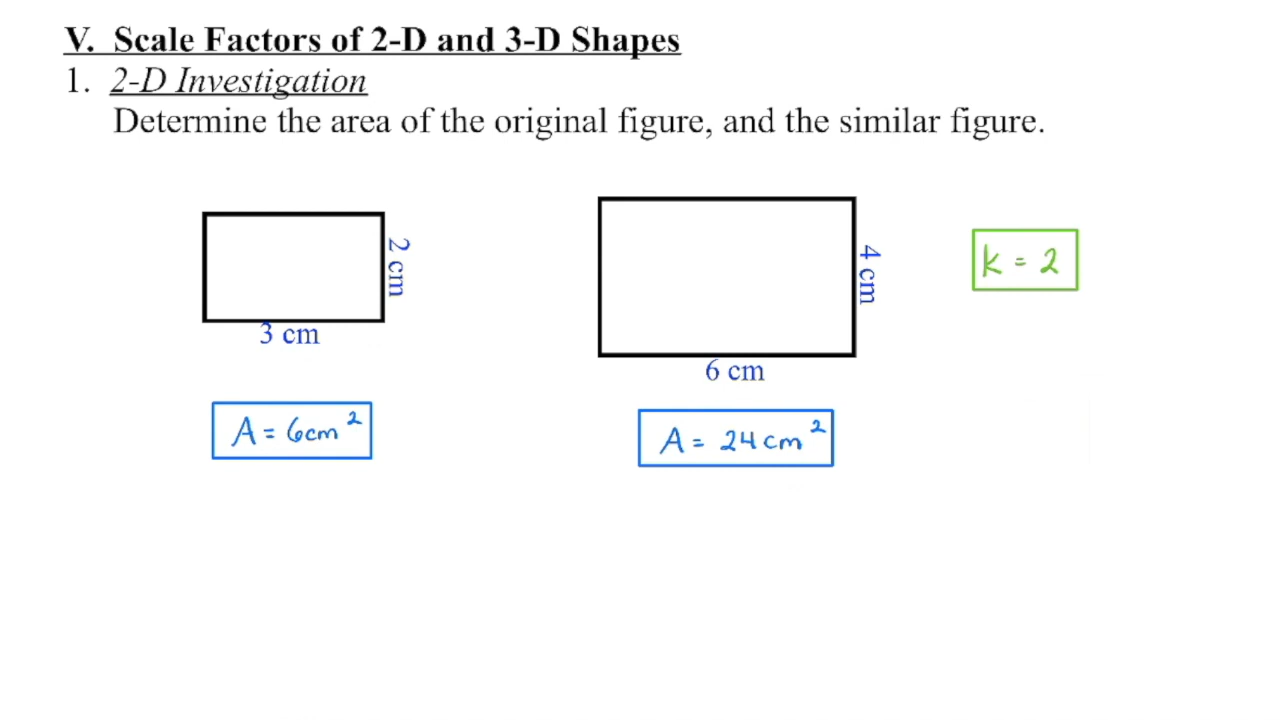 V. Scale Factors of 2-D and 3-D Shapes
1. 2-D Investigation
Determine the area of the original figure, and the similar figure.
2 cm
3 cm
4 cm
6 cm
k = 2
A = 6cm²
A = 24cm²